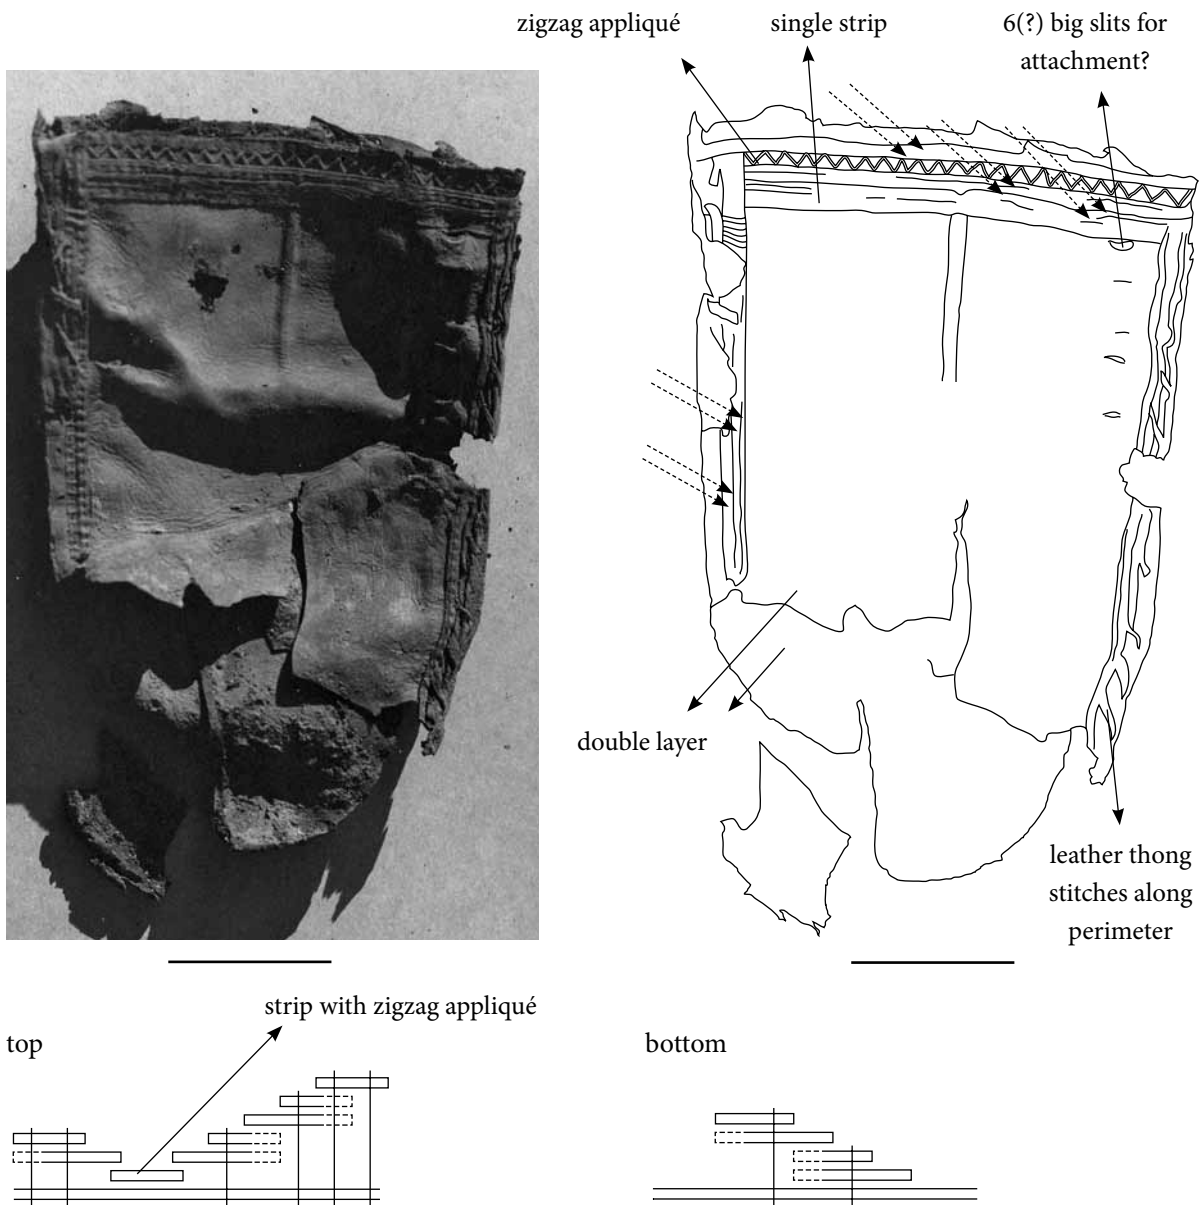 zigzag appliqué
single strip
6(?) big slits for
attachment?
double layer
leather thong
stitches along
perimeter
strip with zigzag appliqué
top
bottom